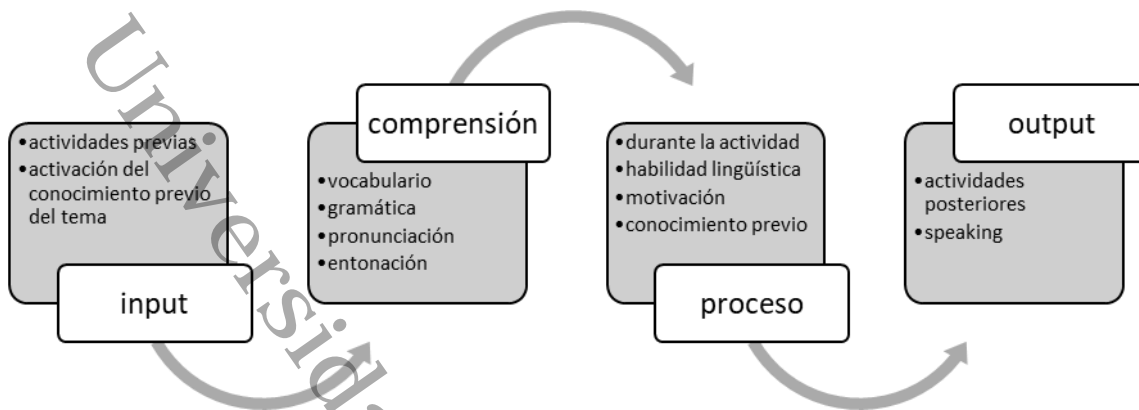 •actividades previas
•activación del
conocimiento previo
del tema
input
comprensión
•vocabulario
•gramática
•pronunciación
•entonación
•durante la actividad
•habilidad lingüística
•motivación
•conocimiento previo
proceso
output
•actividades
posteriores
•speaking